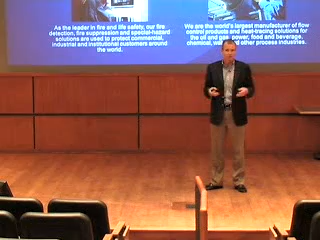 As the leader in fire and life safety, our fire
detection, fire suppression and special-hazard
solutions are used to protect commercial,
industrial and institutional customers around
the world.
We are the world's largest manufacturer of flow
control products and heat-tracing solutions for
the oil and gas, power, food and beverage,
chemical, water and other process industries.